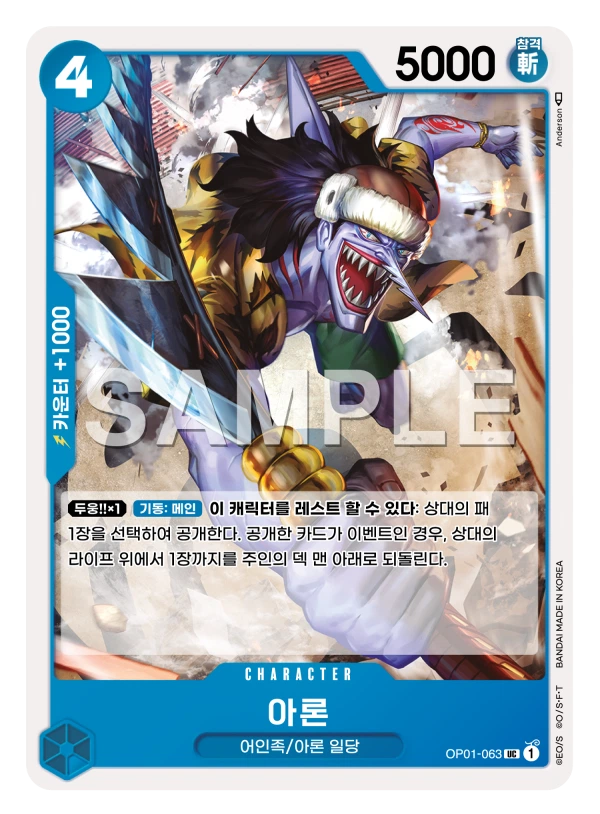 4
5000
참격
斬
Anderson
카운터 +1000
SAMPLE
두웅!!×1 기동: 메인 이 캐릭터를 레스트 할 수 있다: 상대의 패
1장을 선택하여 공개한다. 공개한 카드가 이벤트인 경우, 상대의
라이프 위에서 1장까지를 주인의 덱 맨 아래로 되돌린다.
CHARACTER
아론
어인족/아론 일당
OP01-063 UC 1
©EO/S ©O/S·F·T BANDAI MADE IN KOREA